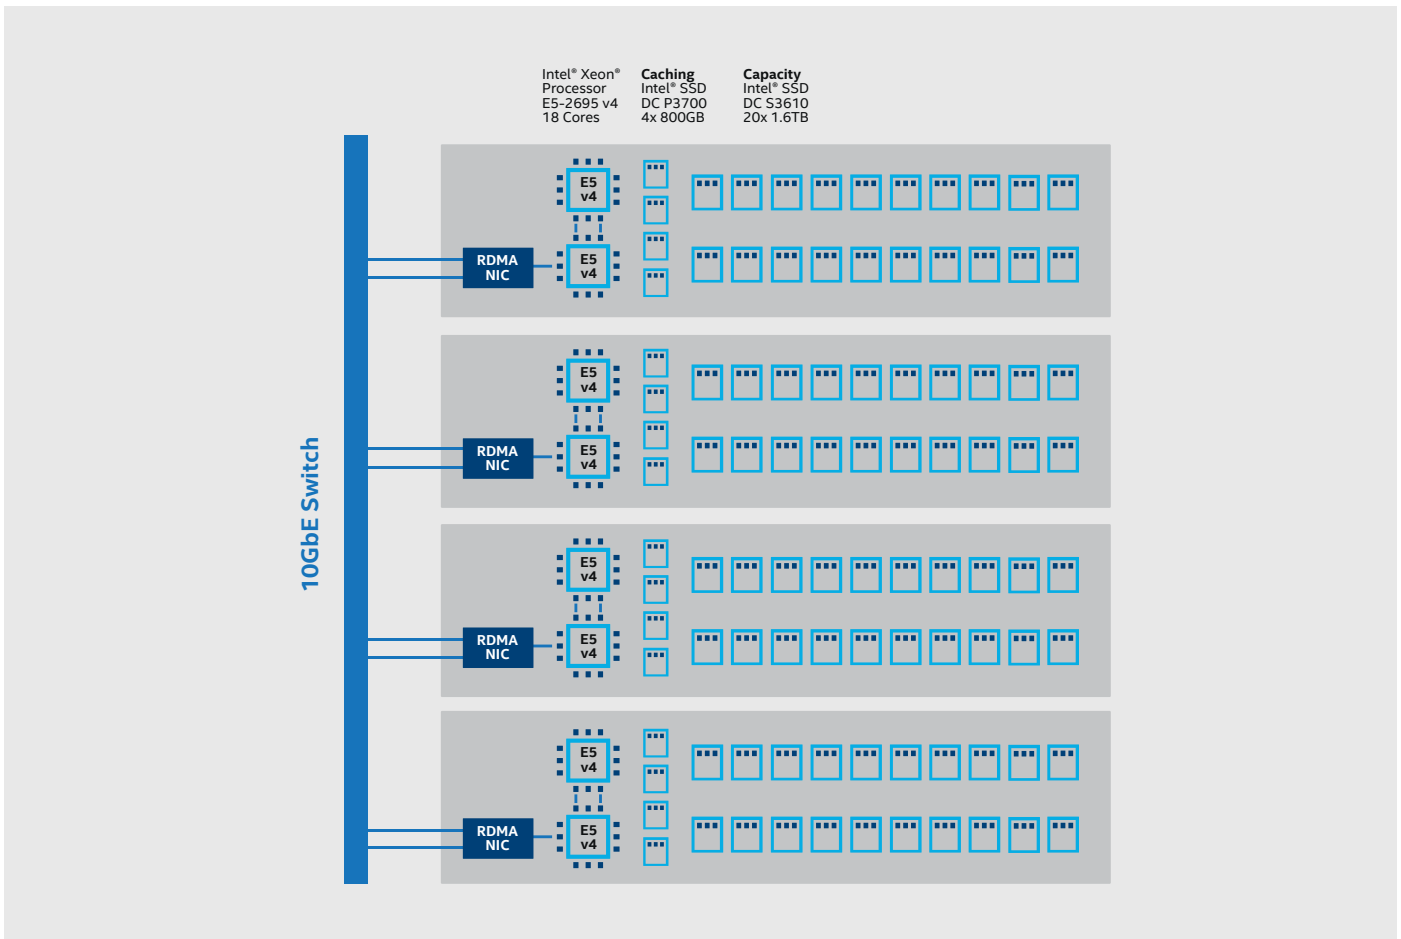 Intel® Xeon®
Processor
E5-2695 v4
18 Cores
Caching
Intel® SSD
DC P3700
4x 800GB
Capacity
Intel® SSD
DC S3610
20x 1.6TB
10GbE Switch
E5
v4
RDMA
NIC
E5
v4
E5
v4
RDMA
NIC
E5
v4
E5
v4
RDMA
NIC
E5
v4
E5
v4
RDMA
NIC
E5
v4